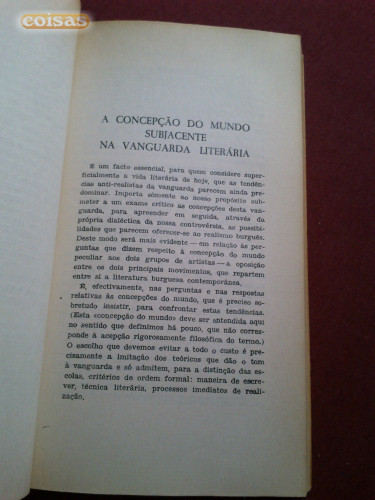 coisas
A CONCEPÇÃO DO MUNDO
SUBJACENTE
NA VANGUARDA LITERÁRIA
É um facto essencial, para quem considere super-
ficialmente a vida literária de hoje, que as tendên-
cias anti-realistas da vanguarda parecem ainda pre-
dominar. Importa sòmente ao nosso propósito sub-
meter a um exame crítico as concepções desta van-
guarda, para apreender em seguida, através da
própria dialéctica da nossa controvérsia, as possibi-
lidades que parecem oferecer-se ao realismo burguês.
Deste modo será mais evidente — em relação às per-
guntas que dizem respeito à concepção do mundo
peculiar aos dois grupos de artistas — a oposição
entre os dois principais movimentos, que repartem
entre si a literatura burguesa contemporânea.
É, efectivamente, nas perguntas e nas respostas
relativas às concepções do mundo, que é preciso so-
bretudo insistir, para confrontar estas tendências.
(Esta «concepção do mundo» deve ser entendida aqui
no sentido que definimos há pouco, que não corres-
ponde à acepção rigorosamente filosófica do termo.)
O escolho que devemos evitar a todo o custo é pre-
cisamente a imitação dos teóricos que dão o tom
à vanguarda e só admitem, para a distinção das es-
colas, critérios de ordem formal: maneira de escre-
ver, técnica literária, processos imediatos de reali-
zação.